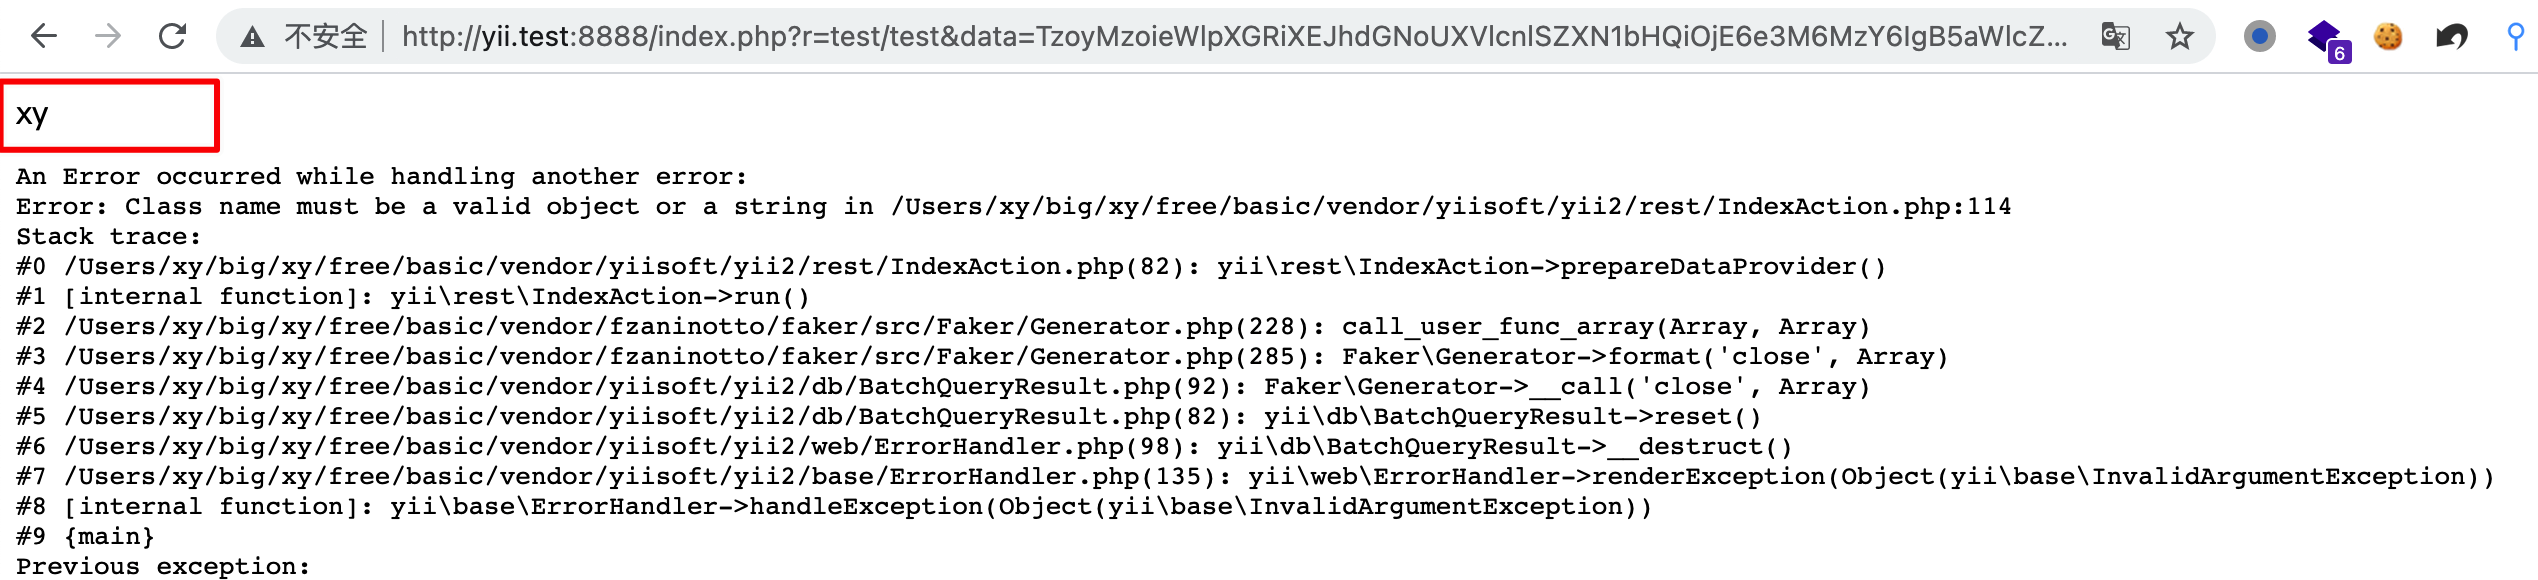 不安全 http://yii.test:8888/index.php?r=test/test&data=TzoyMzoieWlpXGRiXEJhdGNoUXVlcnlSZXN1bHQiOjE6e3M6MzY6IgB5aWlcZ...
6
xy
An Error occurred while handling another error:
Error: Class name must be a valid object or a string in /Users/xy/big/xy/free/basic/vendor/yiisoft/yii2/rest/IndexAction.php:114
Stack trace:
#0 /Users/xy/big/xy/free/basic/vendor/yiisoft/yii2/rest/IndexAction.php(82): yii\rest\IndexAction->prepareDataProvider()
#1 [internal function]: yii\rest\IndexAction->run()
#2 /Users/xy/big/xy/free/basic/vendor/fzaninotto/faker/src/Faker/Generator.php(228): call_user_func_array(Array, Array)
#3 /Users/xy/big/xy/free/basic/vendor/fzaninotto/faker/src/Faker/Generator.php(285): Faker\Generator->format('close', Array)
#4 /Users/xy/big/xy/free/basic/vendor/yiisoft/yii2/db/BatchQueryResult.php(92): Faker\Generator->__call('close', Array)
#5 /Users/xy/big/xy/free/basic/vendor/yiisoft/yii2/db/BatchQueryResult.php(82): yii\db\BatchQueryResult->reset()
#6 /Users/xy/big/xy/free/basic/vendor/yiisoft/yii2/web/ErrorHandler.php(98): yii\db\BatchQueryResult->__destruct()
#7 /Users/xy/big/xy/free/basic/vendor/yiisoft/yii2/base/ErrorHandler.php(135): yii\web\ErrorHandler->renderException(Object(yii\base\InvalidArgumentException))
#8 [internal function]: yii\base\ErrorHandler->handleException(Object(yii\base\InvalidArgumentException))
#9 {main}
Previous exception: